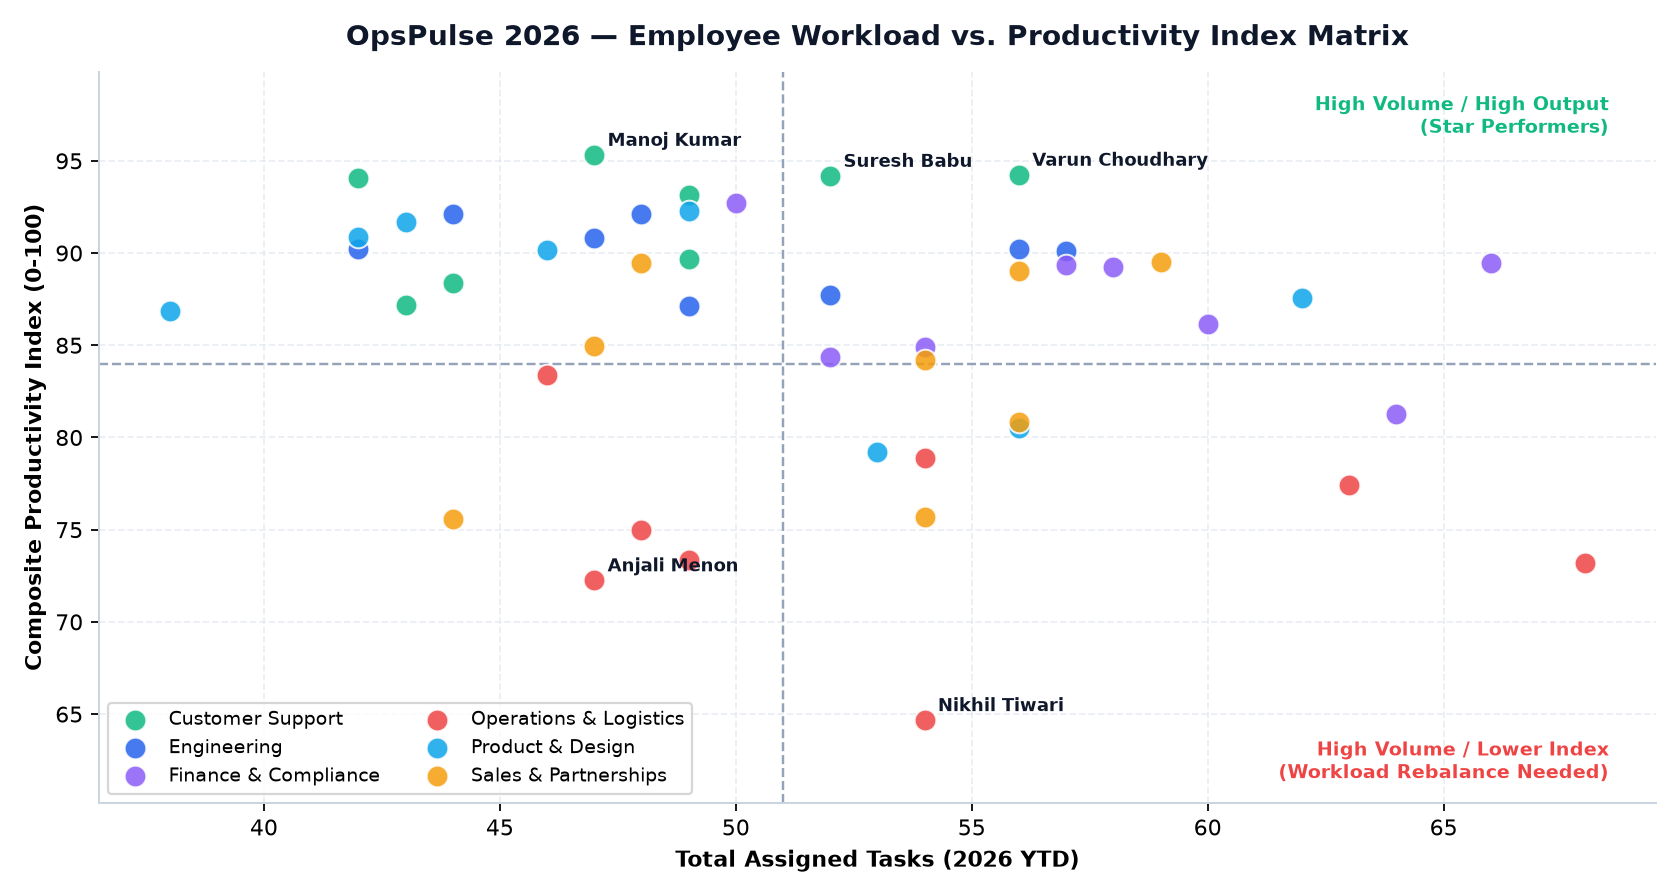 OpsPulse 2026 — Employee Workload vs. Productivity Index Matrix
High Volume / High Output
(Star Performers)
Manoj Kumar
Suresh Babu
Varun Choudhary
Anjali Menon
Nikhil Tiwari
High Volume / Lower Index
(Workload Rebalance Needed)
Composite Productivity Index (0-100)
95
90
85
80
75
70
65
Customer Support
Engineering
Finance & Compliance
Operations & Logistics
Product & Design
Sales & Partnerships
40 45 50 55 60 65
Total Assigned Tasks (2026 YTD)